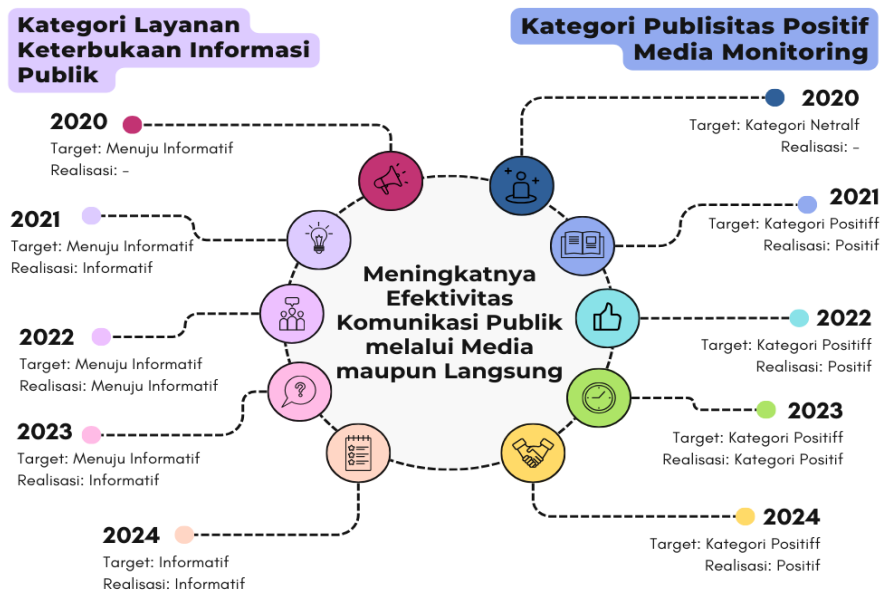 Kategori Layanan
Keterbukaan Informasi
Publik
2020
Target: Menuju Informatif
Realisasi: -
2021
Target: Menuju Informatif
Realisasi: Informatif
2022
Target: Menuju Informatif
Realisasi: Menuju Informatif
2023
Target: Menuju Informatif
Realisasi: Informatif
2024
Target: Informatif
Realisasi: Informatif
Meningkatnya
Efektivitas
Komunikasi Publik
melalui Media
maupun Langsung
Kategori Publisitas Positif
Media Monitoring
2020
Target: Kategori Netralf
Realisasi: -
2021
Target: Kategori Positiff
Realisasi: Positif
2022
Target: Kategori Positiff
Realisasi: Positif
2023
Target: Kategori Positiff
Realisasi: Kategori Positif
2024
Target: Kategori Positiff
Realisasi: Positif